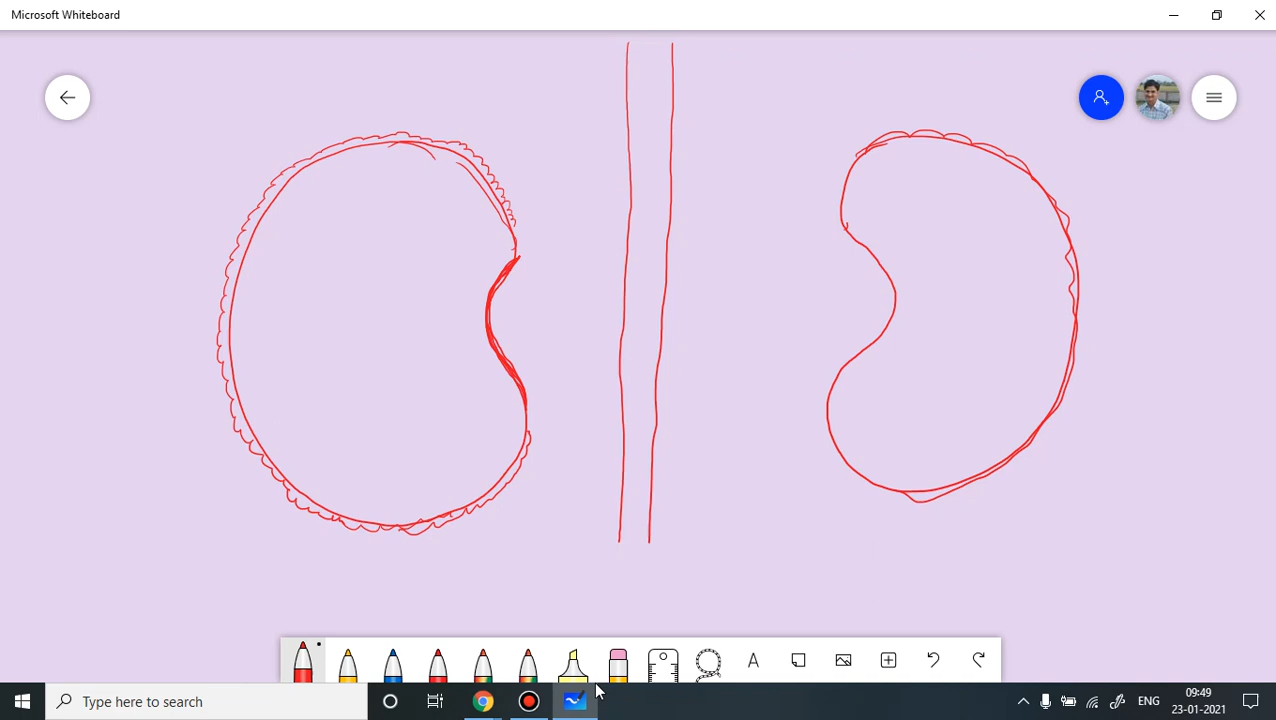 Microsoft Whiteboard
A
Type here to search
ENG
09:49
23-01-2021